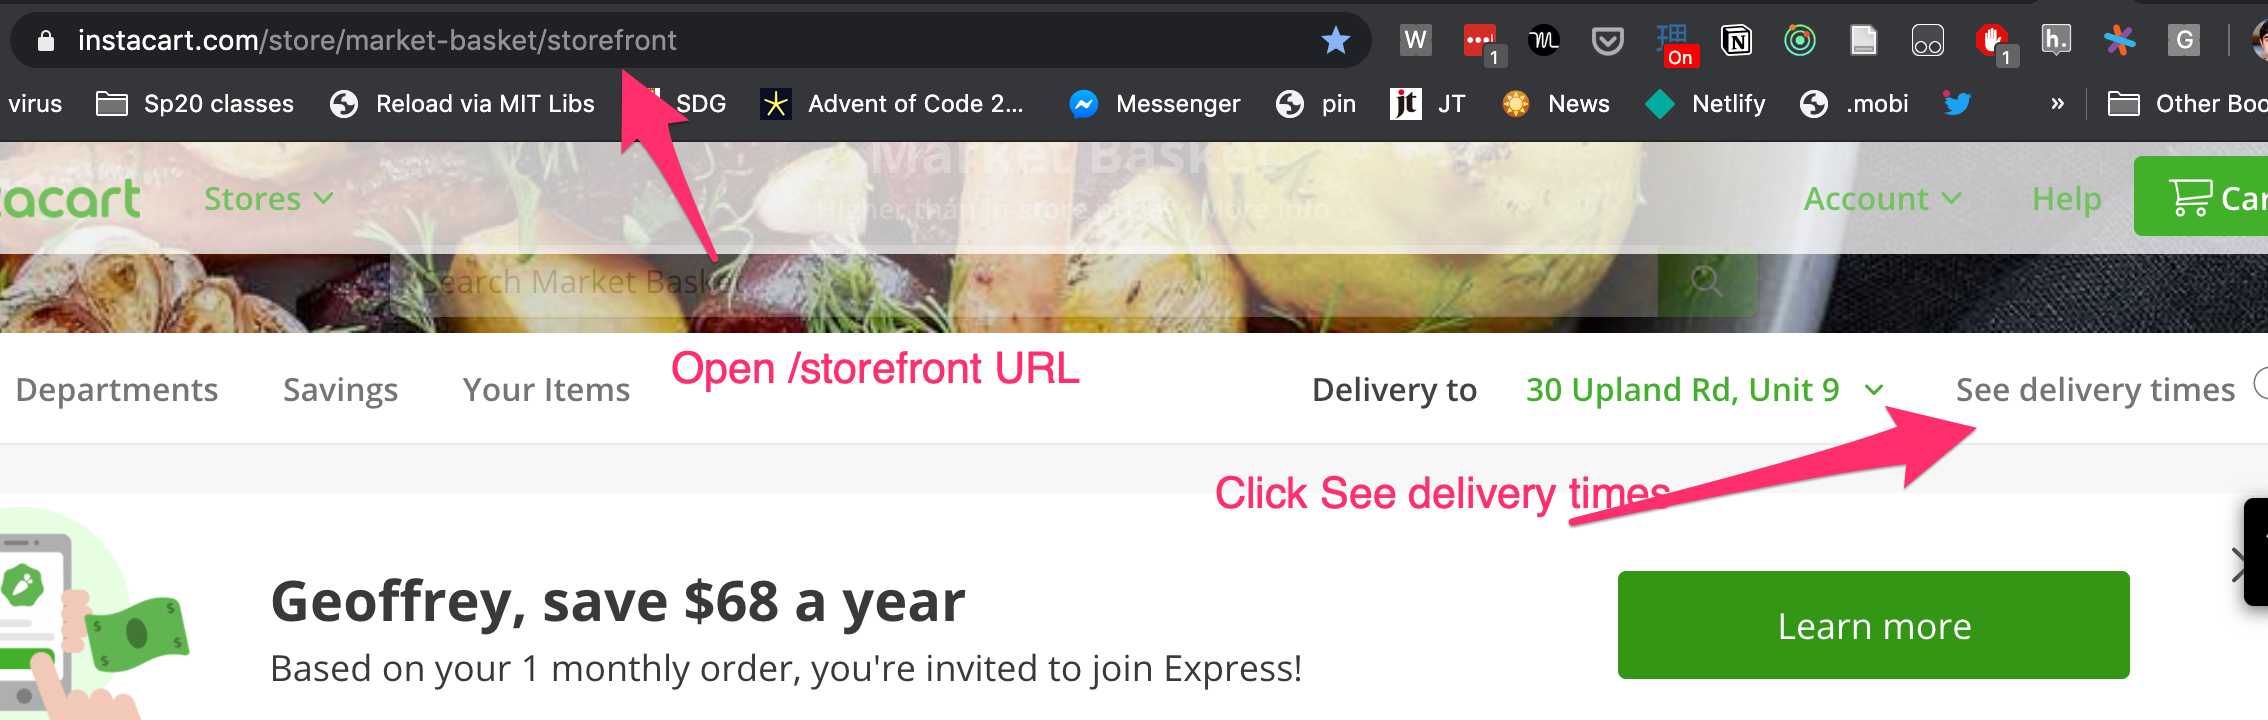 instacart.com/store/market-basket/storefront
W
1
On
1
h.
G
virus
Sp20 classes
Reload via MIT Libs
SDG
Advent of Code 2...
Messenger
pin
jt
JT
News
Netlify
.mobi
»
Other Boo
Market Basket
tacart
Stores
Higher than in-store prices · More info
Account
Help
Car
Search Market Basket
Open /storefront URL
Departments
Savings
Your Items
Delivery to
30 Upland Rd, Unit 9
See delivery times
Click See delivery times
Geoffrey, save $68 a year
Learn more
Based on your 1 monthly order, you're invited to join Express!